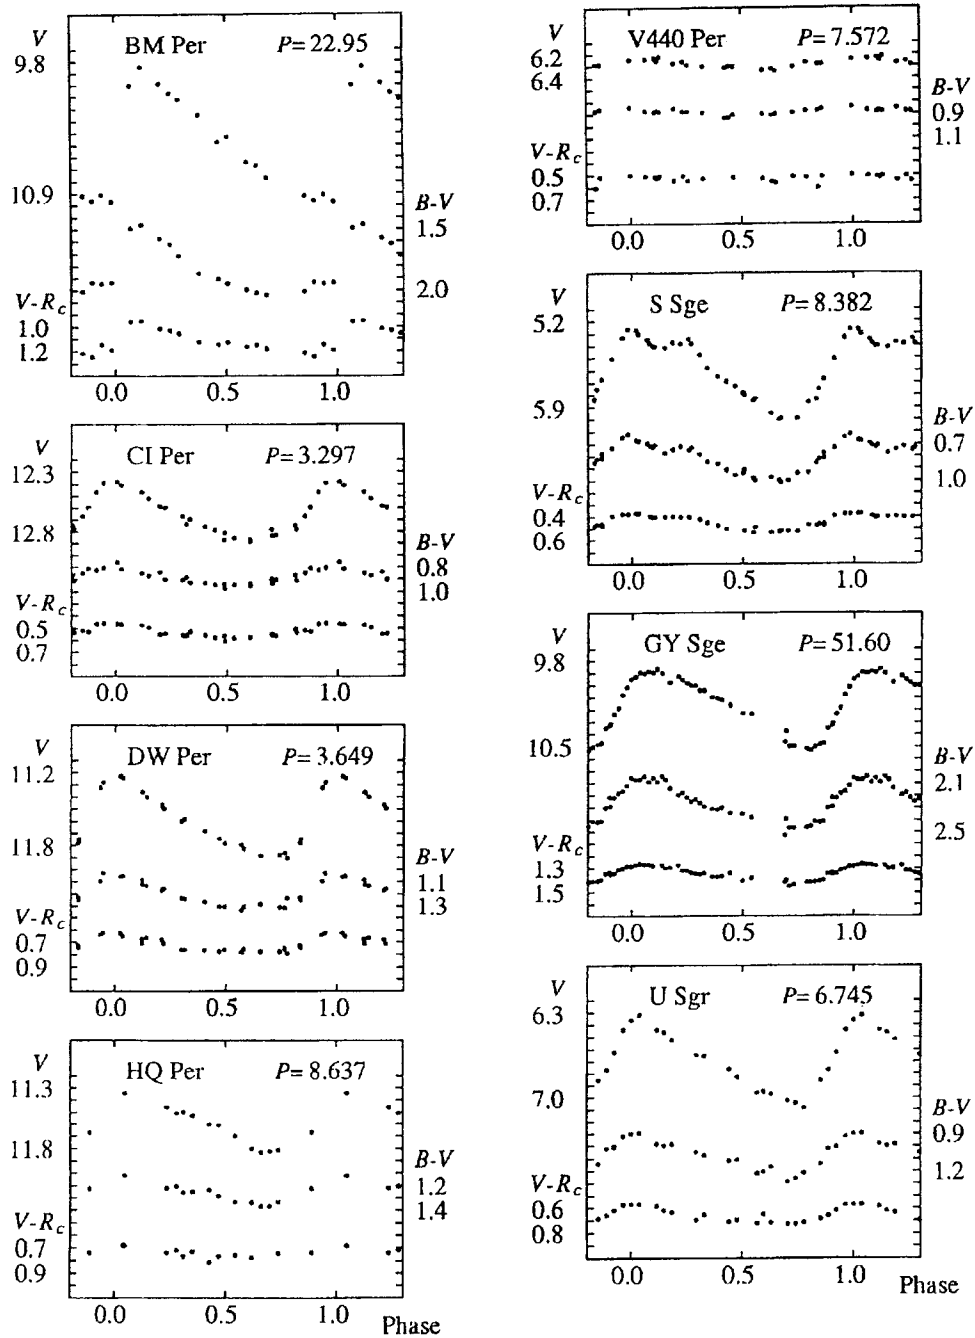 V
BM Per P=22.95
9.8
10.9
B-V
1.5
2.0
V-Rc
1.0
1.2
0.0 0.5 1.0
V
CI Per P=3.297
12.3
12.8
B-V
0.8
1.0
V-Rc
0.5
0.7
0.0 0.5 1.0
V
DW Per P=3.649
11.2
11.8
B-V
1.1
1.3
V-Rc
0.7
0.9
0.0 0.5 1.0
V
HQ Per P=8.637
11.3
11.8
B-V
1.2
1.4
V-Rc
0.7
0.9
0.0 0.5 1.0
Phase
V
V440 Per P=7.572
6.2
6.4
B-V
0.9
1.1
V-Rc
0.5
0.7
0.0 0.5 1.0
V
S Sge P=8.382
5.2
5.9
B-V
0.7
1.0
V-Rc
0.4
0.6
0.0 0.5 1.0
V
GY Sge P=51.60
9.8
10.5
B-V
2.1
2.5
V-Rc
1.3
1.5
0.0 0.5 1.0
V
U Sgr P=6.745
6.3
7.0
B-V
0.9
1.2
V-Rc
0.6
0.8
0.0 0.5 1.0
Phase